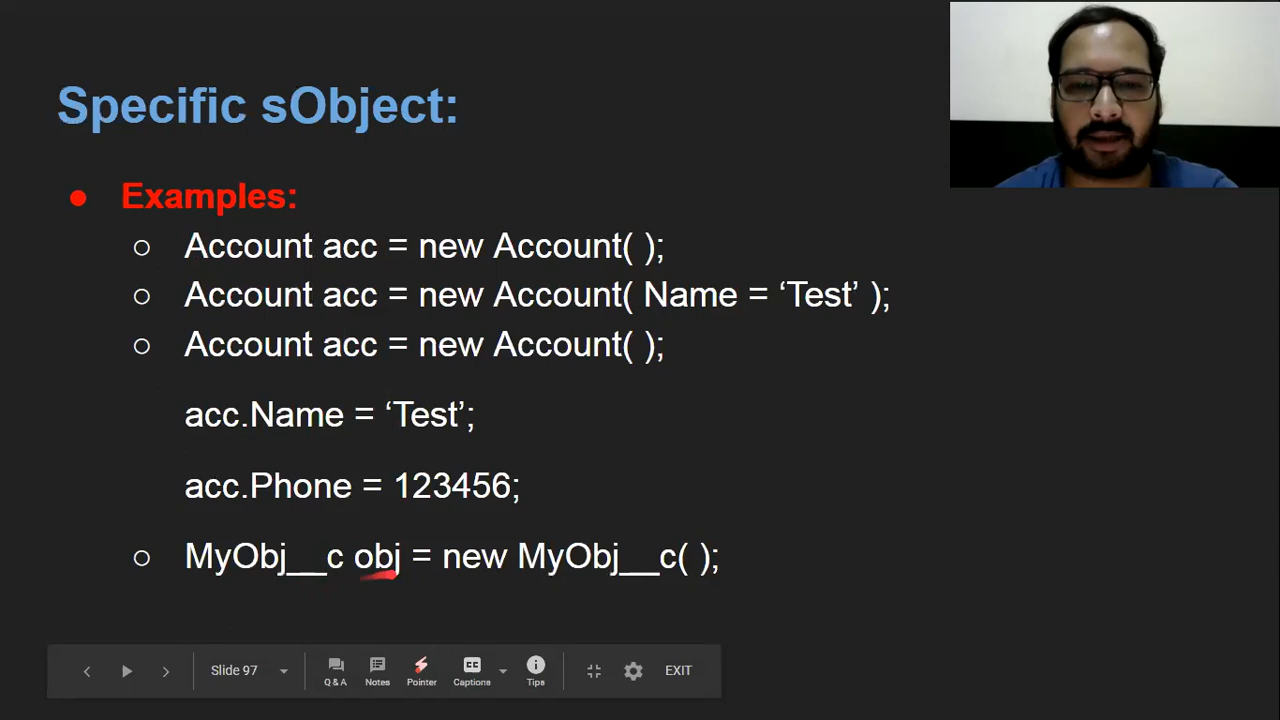 Specific sObject:
● Examples:
○ Account acc = new Account( );
○ Account acc = new Account( Name = ‘Test’ );
○ Account acc = new Account( );
acc.Name = ‘Test’;
acc.Phone = 123456;
○ MyObj__c obj = new MyObj__c( );
Slide 97
Q & A
Notes
Pointer
Captions
Tips
EXIT